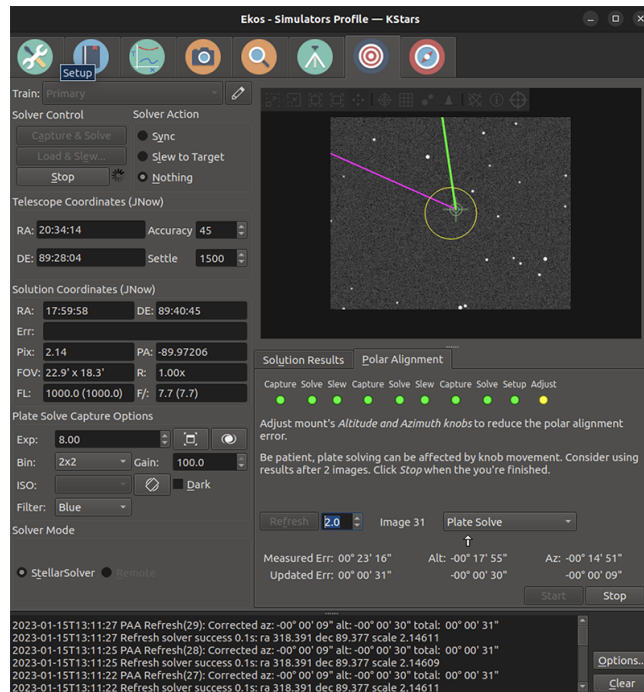 Ekos - Simulators Profile — KStars
Setup
Train: Primary
Solver Control Solver Action
Capture & Solve Sync
Load & Slew... Slew to Target
Stop Nothing
Telescope Coordinates (JNow)
RA: 20:34:14 Accuracy 45
DE: 89:28:04 Settle 1500
Solution Coordinates (JNow)
RA: 17:59:58 DE: 89:40:45
Err:
Pix: 2.14 PA: -89.97206
FOV: 22.9' x 18.3' R: 1.00x
FL: 1000.0 (1000.0) F/: 7.7 (7.7)
Plate Solve Capture Options
Exp: 8.00
Bin: 2x2 Gain: 100.0
ISO: Dark
Filter: Blue
Solver Mode
StellarSolver Remote
Solution Results Polar Alignment
Capture Solve Slew Capture Solve Slew Capture Solve Setup Adjust
Adjust mount's Altitude and Azimuth knobs to reduce the polar alignment
error.
Be patient, plate solving can be affected by knob movement. Consider using
results after 2 images. Click Stop when the you're finished.
Refresh 2.0 Image 31 Plate Solve
Measured Err: 00° 23' 16" Alt: -00° 17' 55" Az: -00° 14' 51"
Updated Err: 00° 00' 31" -00° 00' 30" -00° 00' 09"
Start Stop
2023-01-15T13:11:27 PAA Refresh(29): Corrected az: -00° 00' 09" alt: -00° 00' 30" total: 00° 00' 31"
2023-01-15T13:11:27 Refresh solver success 0.1s: ra 318.391 dec 89.377 scale 2.14611
2023-01-15T13:11:25 PAA Refresh(28): Corrected az: -00° 00' 09" alt: -00° 00' 30" total: 00° 00' 31"
2023-01-15T13:11:25 Refresh solver success 0.1s: ra 318.391 dec 89.377 scale 2.14609
2023-01-15T13:11:22 PAA Refresh(27): Corrected az: -00° 00' 09" alt: -00° 00' 30" total: 00° 00' 31"
2023-01-15T13:11:22 Refresh solver success 0.1s: ra 318.391 dec 89.377 scale 2.14611
Options...
Clear